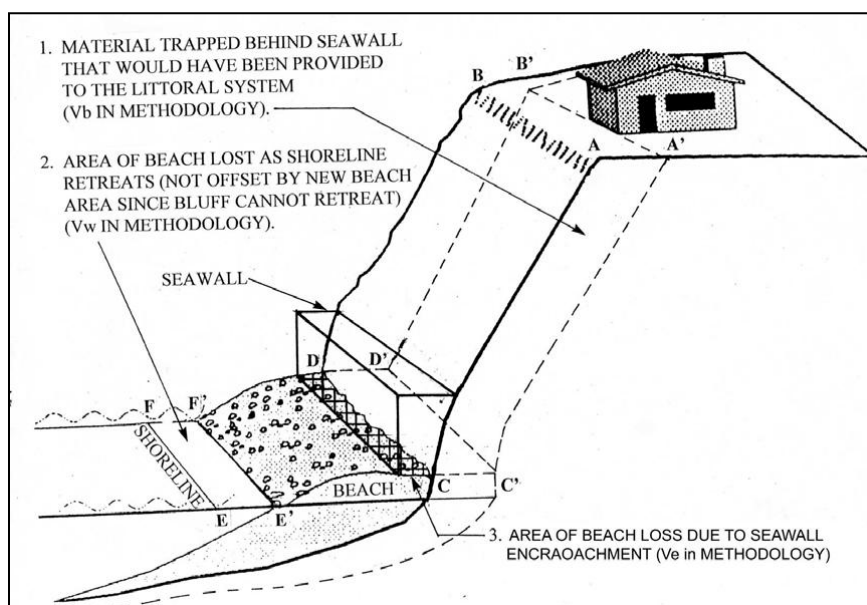 1. MATERIAL TRAPPED BEHIND SEAWALL
THAT WOULD HAVE BEEN PROVIDED
TO THE LITTORAL SYSTEM
(Vb IN METHODOLOGY).
2. AREA OF BEACH LOST AS SHORELINE
RETREATS (NOT OFFSET BY NEW BEACH
AREA SINCE BLUFF CANNOT RETREAT)
(Vw IN METHODOLOGY).
B'
B
A
A'
SEAWALL
D
D'
F
F'
SHORELINE
BEACH
C
C'
E
E'
3. AREA OF BEACH LOSS DUE TO SEAWALL
ENCRAOACHMENT (Ve in METHODOLOGY)